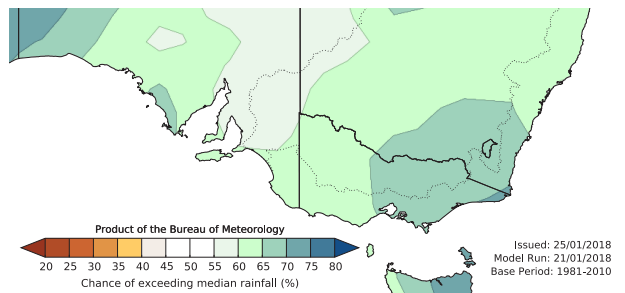 Product of the Bureau of Meteorology
20 25 30 35 40 45 50 55 60 65 70 75 80
Chance of exceeding median rainfall (%)
Issued: 25/01/2018
Model Run: 21/01/2018
Base Period: 1981-2010